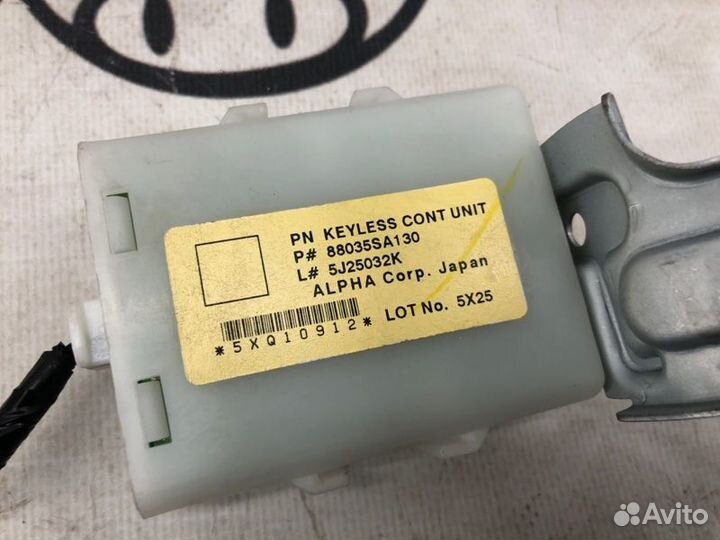 PN KEYLESS CONT UNIT
P# 88035SA130
L# 5J25032K
ALPHA Corp. Japan
*5XQ10912* LOT No. 5X25
Avito